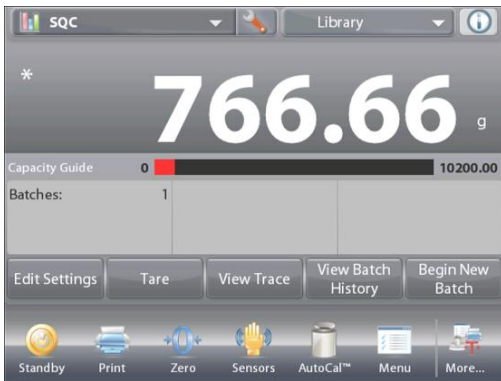 SQC
Library
*
766.66 g
Capacity Guide 0 10200.00
Batches: 1
Edit Settings
Tare
View Trace
View Batch
History
Begin New
Batch
Standby
Print
Zero
Sensors
AutoCal™
Menu
More...